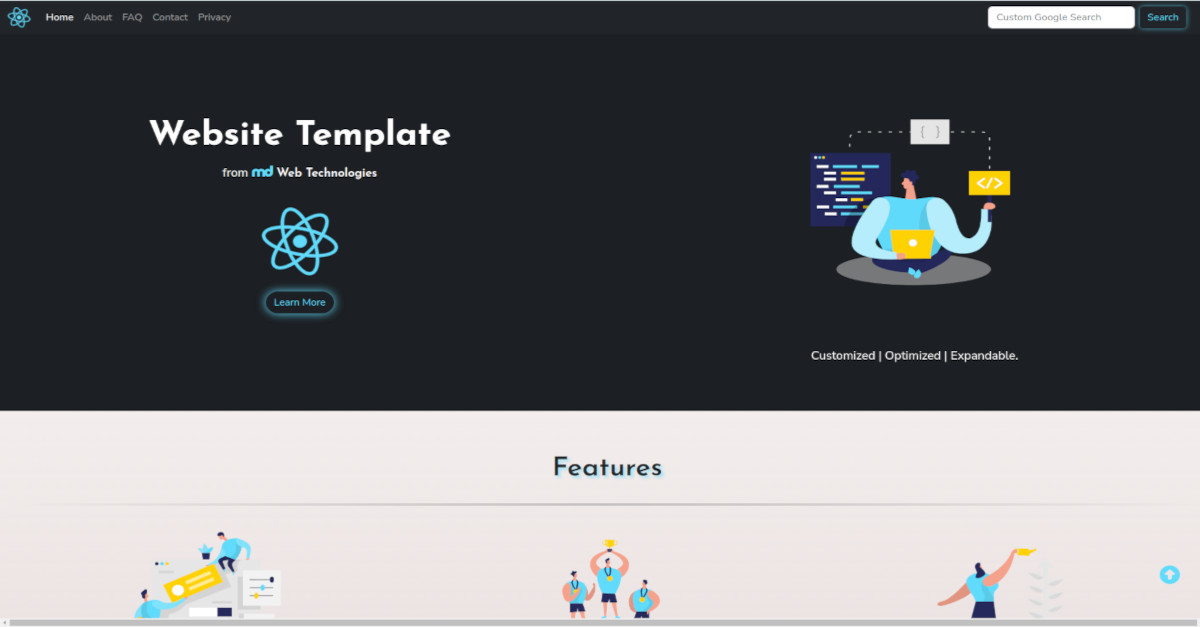 Home About FAQ Contact Privacy
Custom Google Search
Search
Website Template
from md Web Technologies
Learn More
{ }
</>
Customized | Optimized | Expandable.
Features